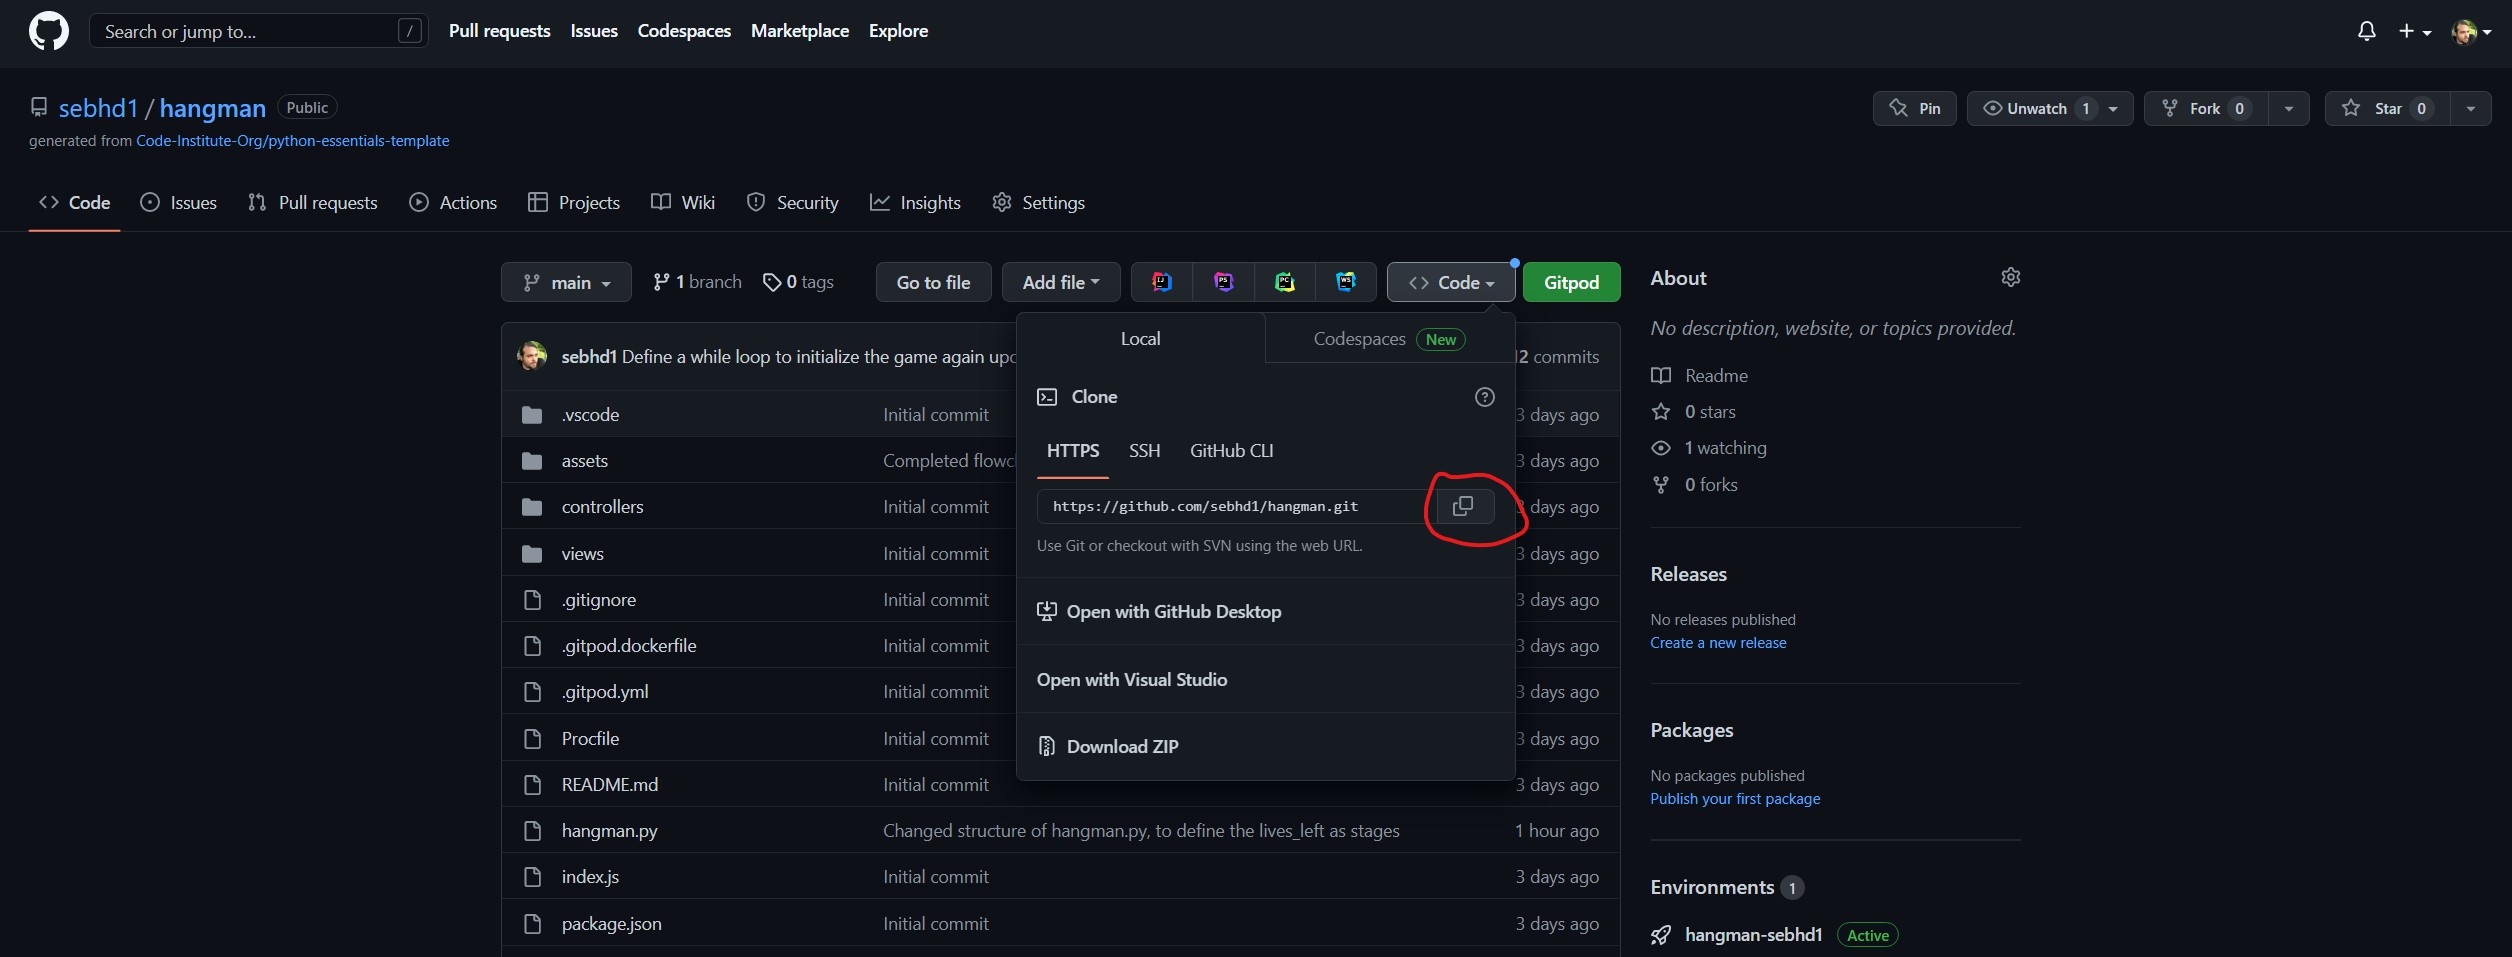 Search or jump to... /
Pull requests Issues Codespaces Marketplace Explore
sebhd1 / hangman Public
generated from Code-Institute-Org/python-essentials-template
Pin Unwatch 1 Fork 0 Star 0
Code Issues Pull requests Actions Projects Wiki Security Insights Settings
main 1 branch 0 tags Go to file Add file IJ PS PC WS Code Gitpod
sebhd1 Define a while loop to initialize the game again 12 commits
.vscode Initial commit 3 days ago
assets Completed 3 days ago
controllers 3 days ago
views 3 days ago
.gitignore Initial commit 3 days ago
.gitpod.dockerfile Initial commit 3 days ago
.gitpod.yml Initial commit 3 days ago
Procfile Initial commit 3 days ago
README.md Initial commit 3 days ago
hangman.py Changed structure of hangman.py, to define the lives_left as stages 1 hour ago
index.js Initial commit 3 days ago
package.json Initial commit 3 days ago
Local Codespaces New
Clone
HTTPS SSH GitHub CLI
https://github.com/sebhd1/hangman.git
Use Git or checkout with SVN using the web URL.
Open with GitHub Desktop
Open with Visual Studio
Download ZIP
About
No description, website, or topics provided.
Readme
0 stars
1 watching
0 forks
Releases
No releases published
Create a new release
Packages
No packages published
Publish your first package
Environments 1
hangman-sebhd1 Active